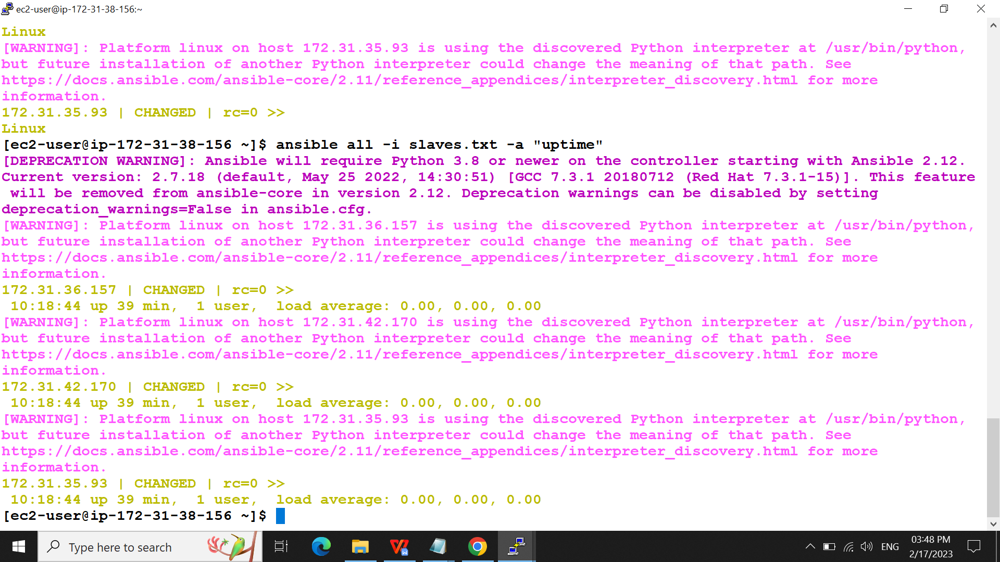 ec2-user@ip-172-31-38-156:~
Linux
[WARNING]: Platform linux on host 172.31.35.93 is using the discovered Python interpreter at /usr/bin/python,
but future installation of another Python interpreter could change the meaning of that path. See
https://docs.ansible.com/ansible-core/2.11/reference_appendices/interpreter_discovery.html for more
information.
172.31.35.93 | CHANGED | rc=0 >>
Linux
[ec2-user@ip-172-31-38-156 ~]$ ansible all -i slaves.txt -a "uptime"
[DEPRECATION WARNING]: Ansible will require Python 3.8 or newer on the controller starting with Ansible 2.12.
Current version: 2.7.18 (default, May 25 2022, 14:30:51) [GCC 7.3.1 20180712 (Red Hat 7.3.1-15)]. This feature
 will be removed from ansible-core in version 2.12. Deprecation warnings can be disabled by setting
deprecation_warnings=False in ansible.cfg.
[WARNING]: Platform linux on host 172.31.36.157 is using the discovered Python interpreter at /usr/bin/python,
but future installation of another Python interpreter could change the meaning of that path. See
https://docs.ansible.com/ansible-core/2.11/reference_appendices/interpreter_discovery.html for more
information.
172.31.36.157 | CHANGED | rc=0 >>
 10:18:44 up 39 min,  1 user,  load average: 0.00, 0.00, 0.00
[WARNING]: Platform linux on host 172.31.42.170 is using the discovered Python interpreter at /usr/bin/python,
but future installation of another Python interpreter could change the meaning of that path. See
https://docs.ansible.com/ansible-core/2.11/reference_appendices/interpreter_discovery.html for more
information.
172.31.42.170 | CHANGED | rc=0 >>
 10:18:44 up 39 min,  1 user,  load average: 0.00, 0.00, 0.00
[WARNING]: Platform linux on host 172.31.35.93 is using the discovered Python interpreter at /usr/bin/python,
but future installation of another Python interpreter could change the meaning of that path. See
https://docs.ansible.com/ansible-core/2.11/reference_appendices/interpreter_discovery.html for more
information.
172.31.35.93 | CHANGED | rc=0 >>
 10:18:44 up 39 min,  1 user,  load average: 0.00, 0.00, 0.00
[ec2-user@ip-172-31-38-156 ~]$
Type here to search
ENG
03:48 PM
2/17/2023